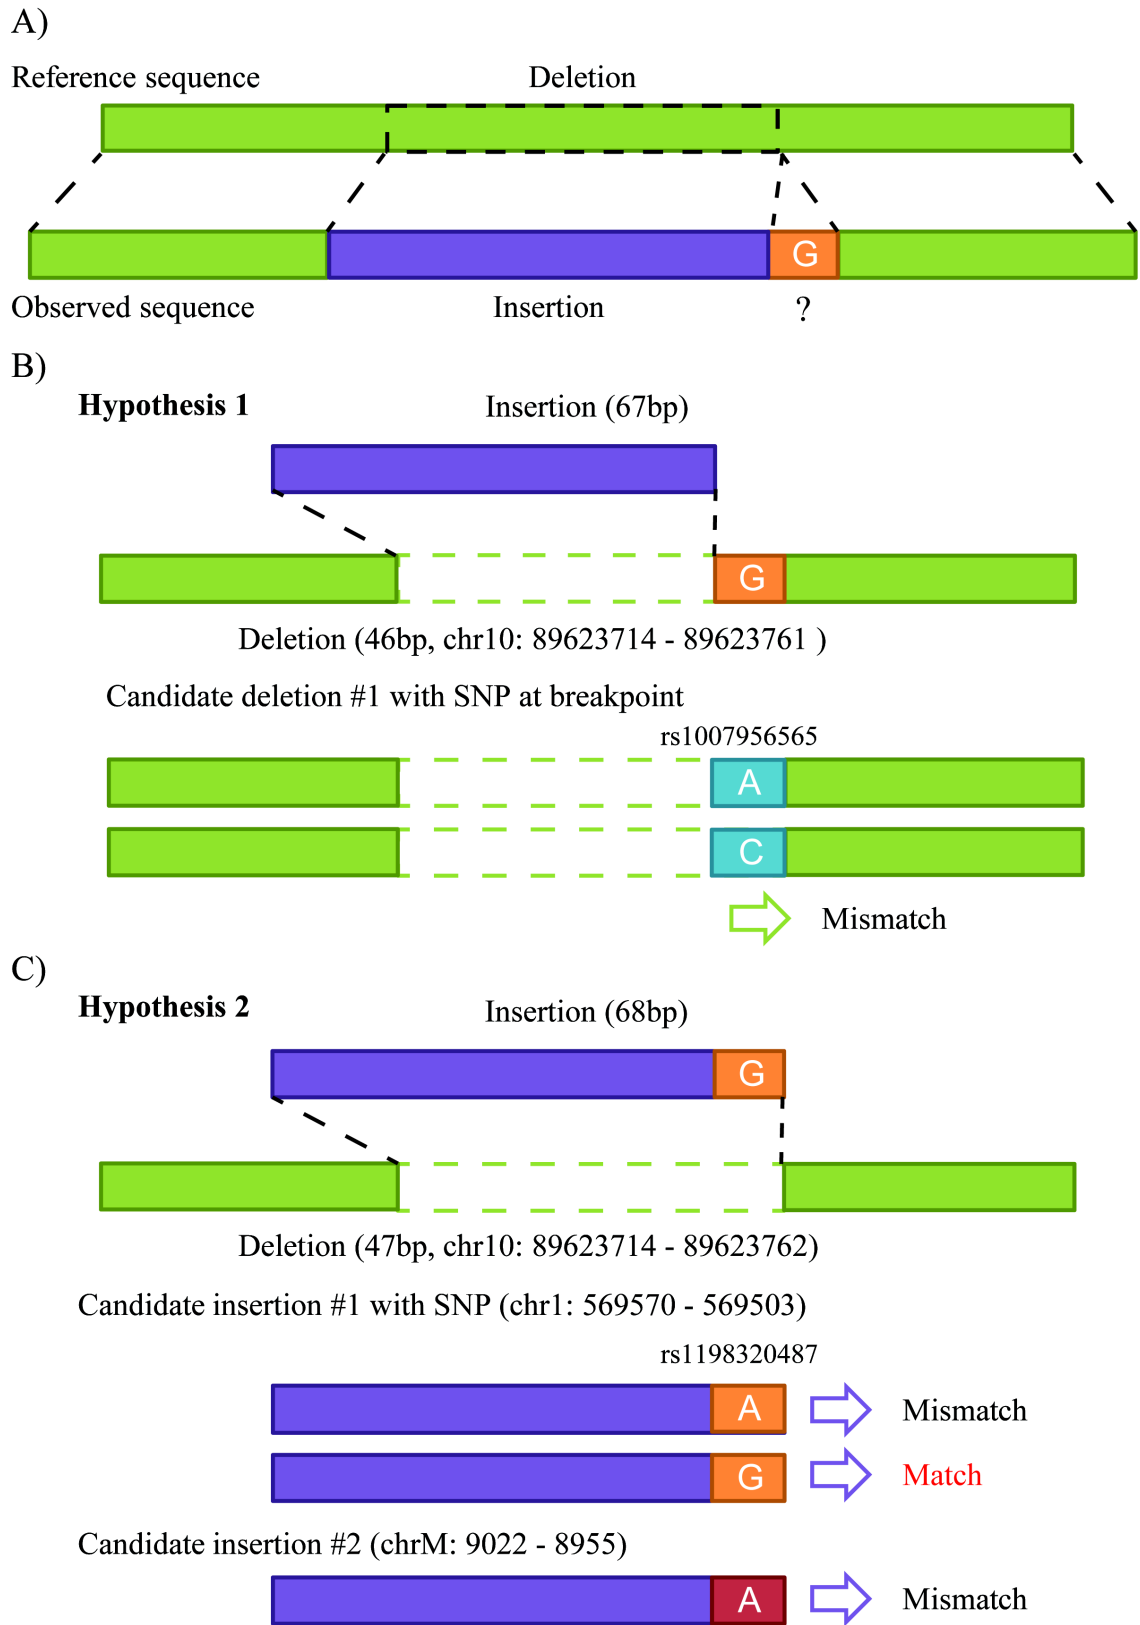 A)
Reference sequence Deletion
G
Observed sequence Insertion ?
B)
Hypothesis 1 Insertion (67bp)
G
Deletion (46bp, chr10: 89623714 - 89623761 )
Candidate deletion #1 with SNP at breakpoint
rs1007956565
A
C
Mismatch
C)
Hypothesis 2 Insertion (68bp)
G
Deletion (47bp, chr10: 89623714 - 89623762)
Candidate insertion #1 with SNP (chr1: 569570 - 569503)
rs1198320487
A Mismatch
G Match
Candidate insertion #2 (chrM: 9022 - 8955)
A Mismatch